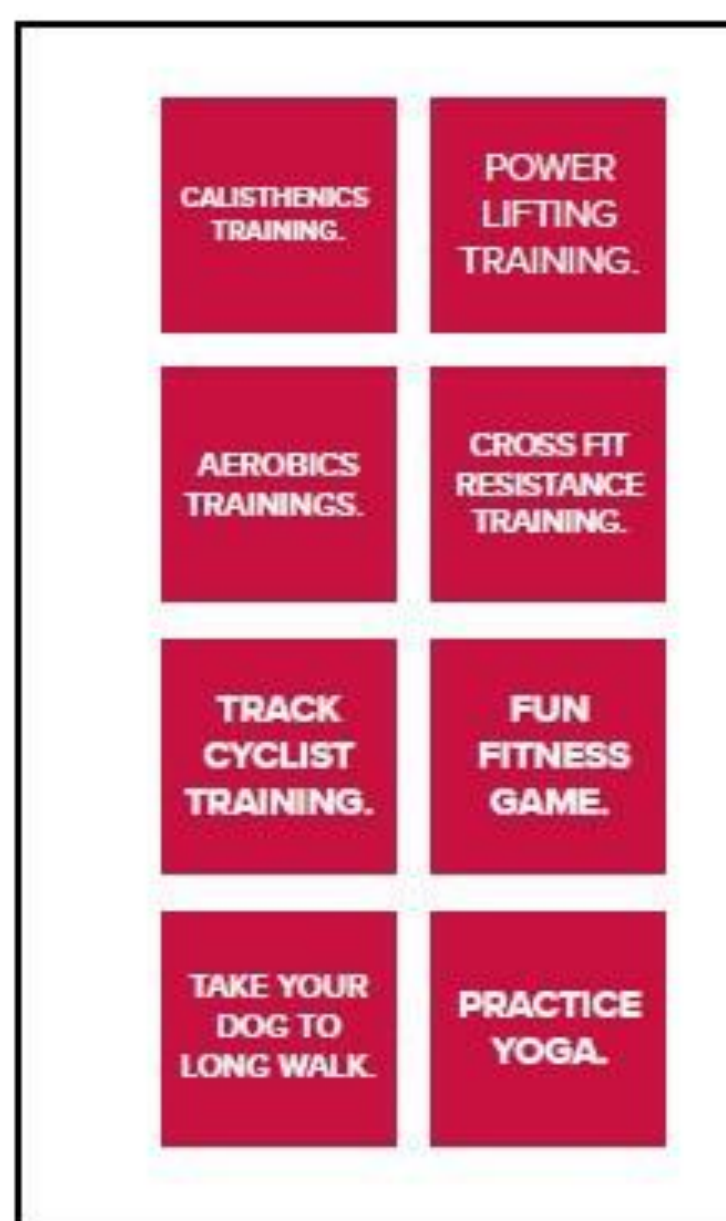 CALISTHENICS
TRAINING.
POWER
LIFTING
TRAINING.
AEROBICS
TRAININGS.
CROSS FIT
RESISTANCE
TRAINING.
TRACK
CYCLIST
TRAINING.
FUN
FITNESS
GAME.
TAKE YOUR
DOG TO
LONG WALK.
PRACTICE
YOGA.